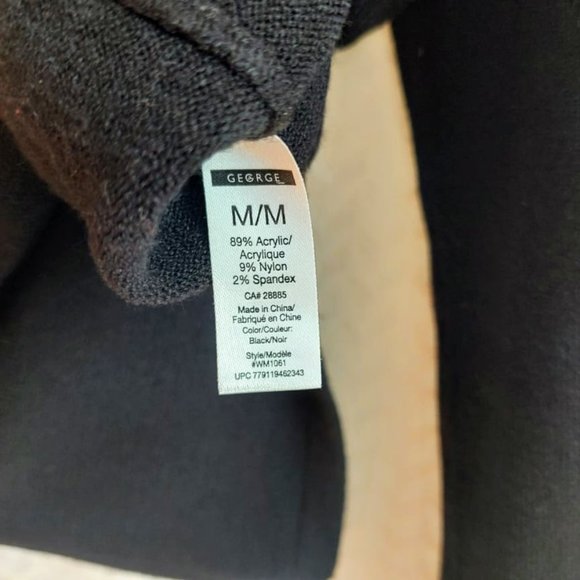 GEORGE
M/M
89% Acrylic/
Acrylique
9% Nylon
2% Spandex
CA# 28885
Made in China/
Fabriqué en Chine
Color/Couleur:
Black/Noir
Style/Modèle
#WM1061
UPC 779119462343